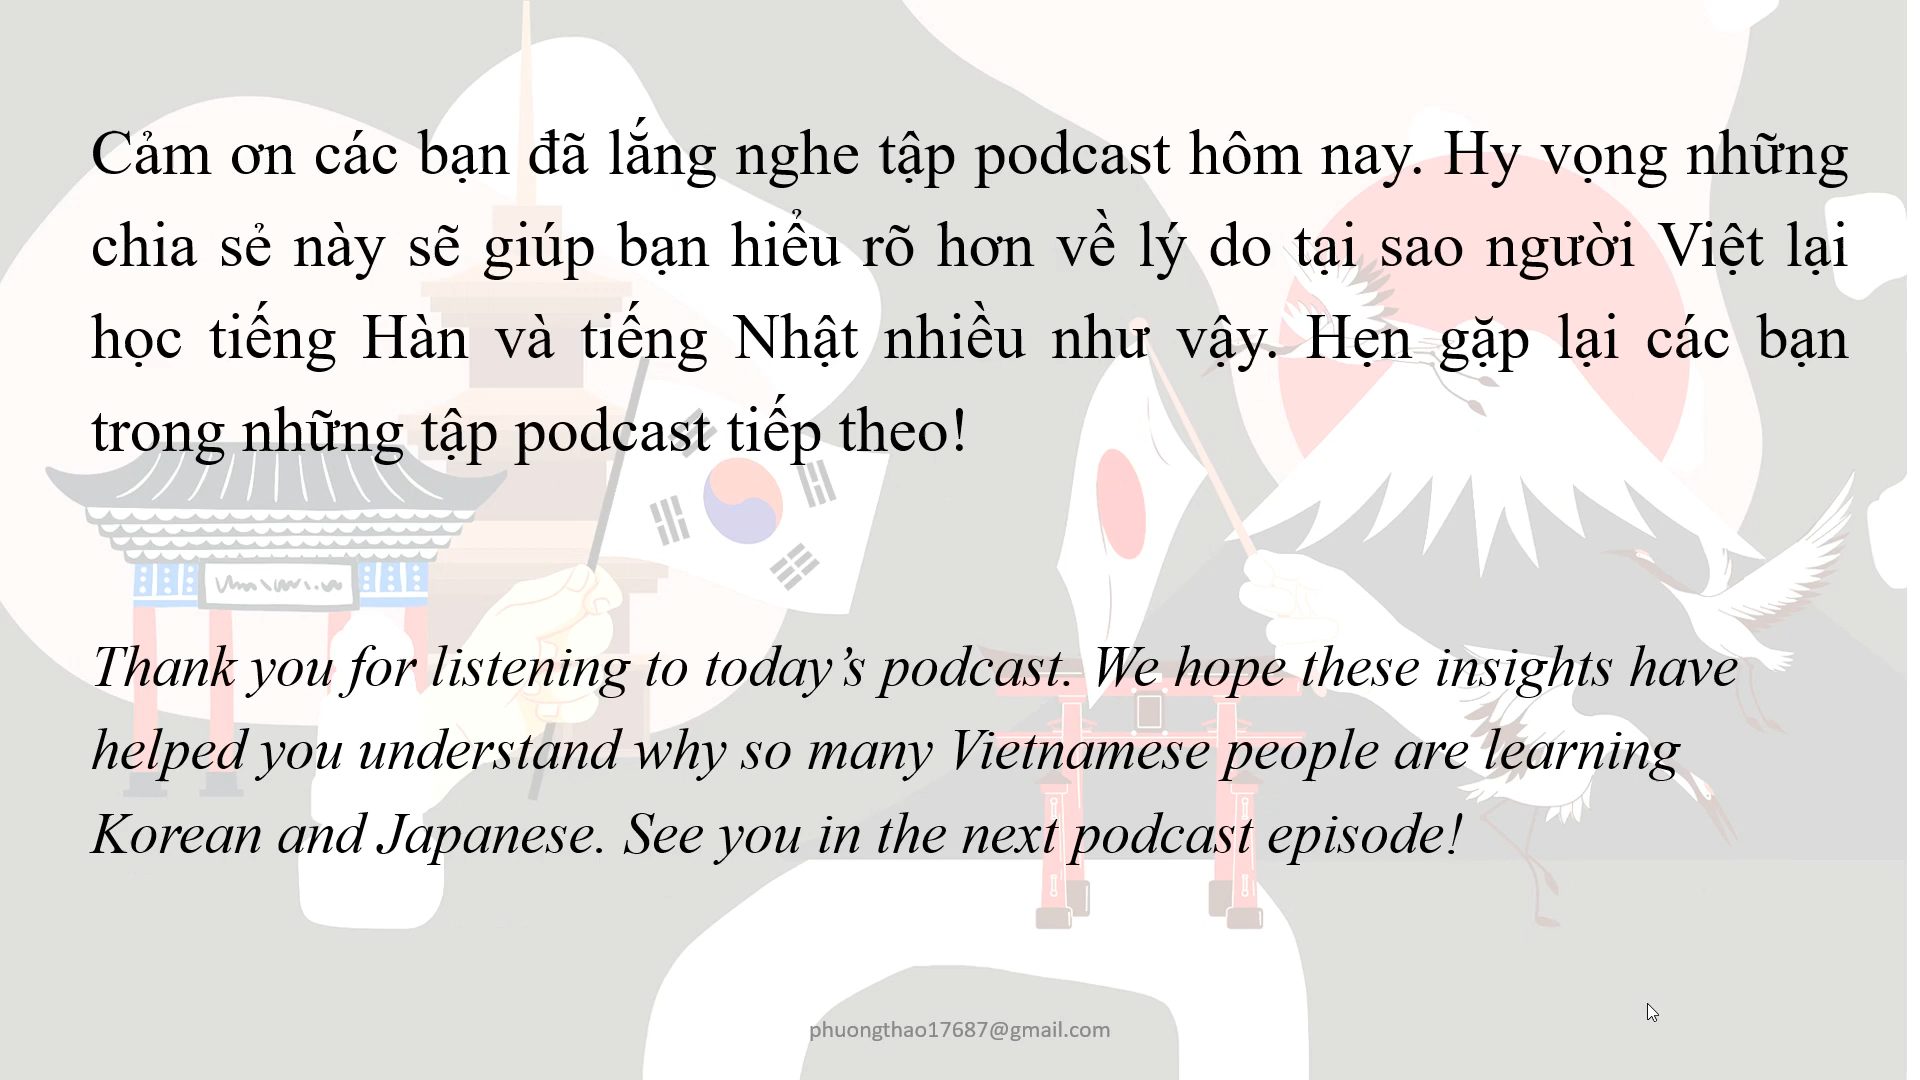 Cảm ơn các bạn đã lắng nghe tập podcast hôm nay. Hy vọng những
chia sẻ này sẽ giúp bạn hiểu rõ hơn về lý do tại sao người Việt lại
học tiếng Hàn và tiếng Nhật nhiều như vậy. Hẹn gặp lại các bạn
trong những tập podcast tiếp theo!
Thank you for listening to today’s podcast. We hope these insights have
helped you understand why so many Vietnamese people are learning
Korean and Japanese. See you in the next podcast episode!
phuongthao17687@gmail.com